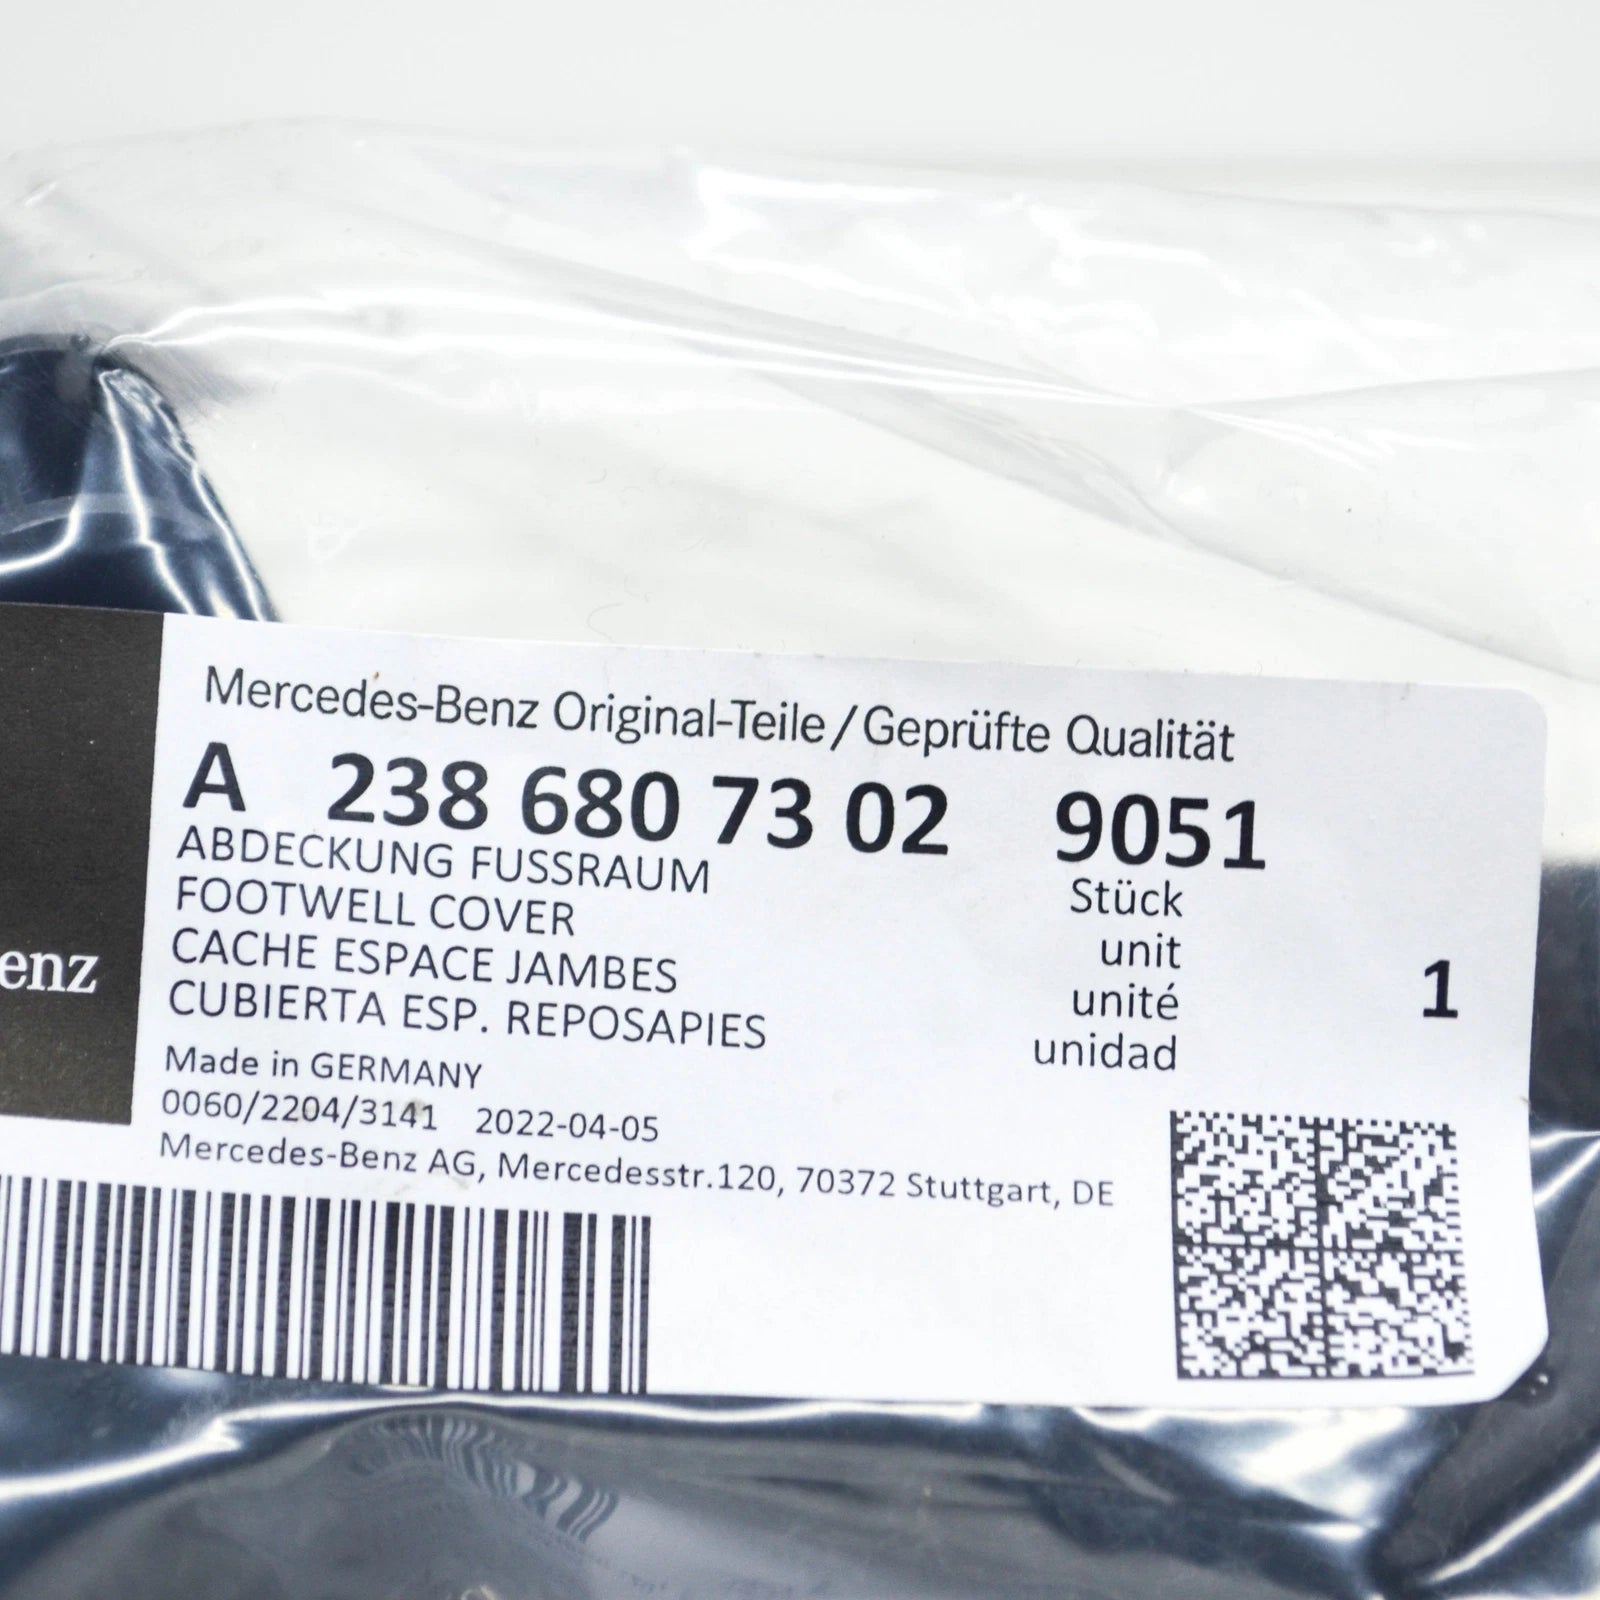 Mercedes-Benz Original-Teile/Geprüfte Qualität
A 238 680 73 02 9051
ABDECKUNG FUSSRAUM
FOOTWELL COVER
CACHE ESPACE JAMBES
CUBIERTA ESP. REPOSAPIES
Stück
unit
unité
unidad
1
enz
Made in GERMANY
0060/2204/3141 2022-04-05
Mercedes-Benz AG, Mercedesstr.120, 70372 Stuttgart, DE